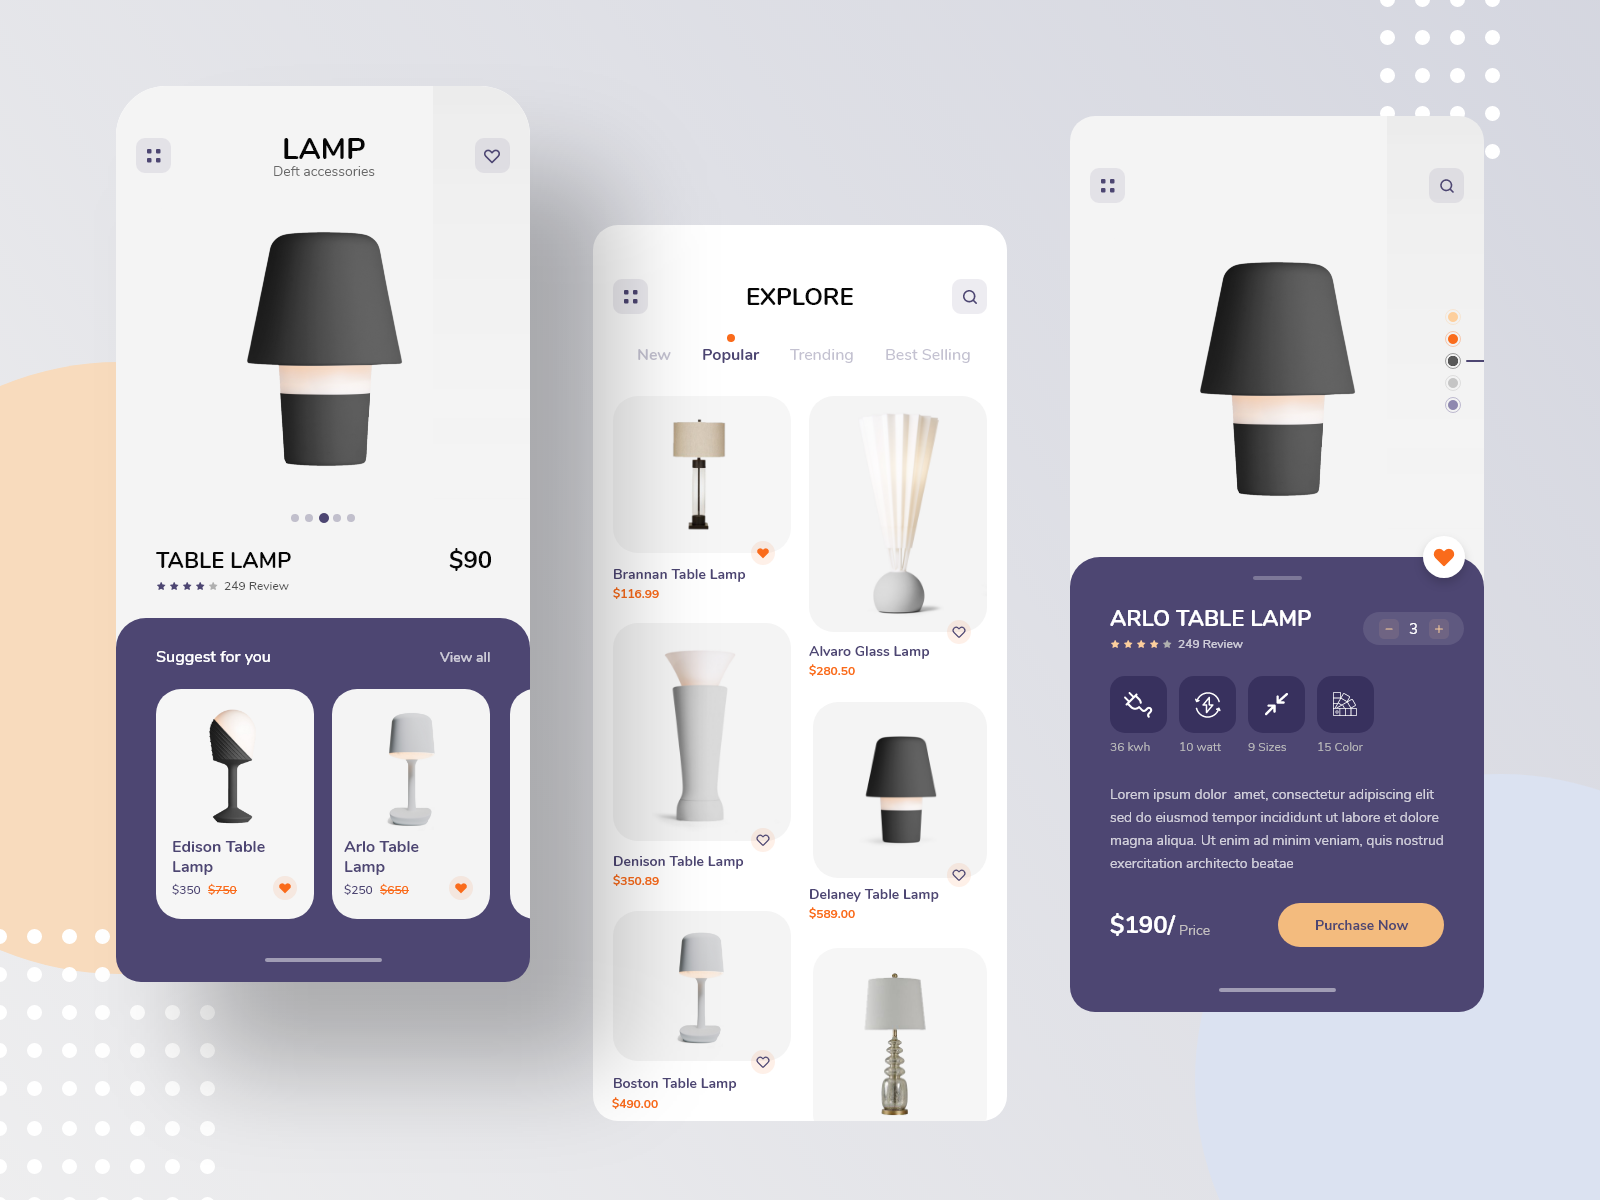 LAMP
Deft accessories
TABLE LAMP
$90
249 Review
Suggest for you
View all
Edison Table
Lamp
$350 $750
Arlo Table
Lamp
$250 $650
EXPLORE
New Popular Trending Best Selling
Brannan Table Lamp
$116.99
Alvaro Glass Lamp
$280.50
Denison Table Lamp
$350.89
Delaney Table Lamp
$589.00
Boston Table Lamp
$490.00
ARLO TABLE LAMP
249 Review
− 3 +
36 kwh
10 watt
9 Sizes
15 Color
Lorem ipsum dolor amet, consectetur adipiscing elit
sed do eiusmod tempor incididunt ut labore et dolore
magna aliqua. Ut enim ad minim veniam, quis nostrud
exercitation architecto beatae
$190/ Price
Purchase Now